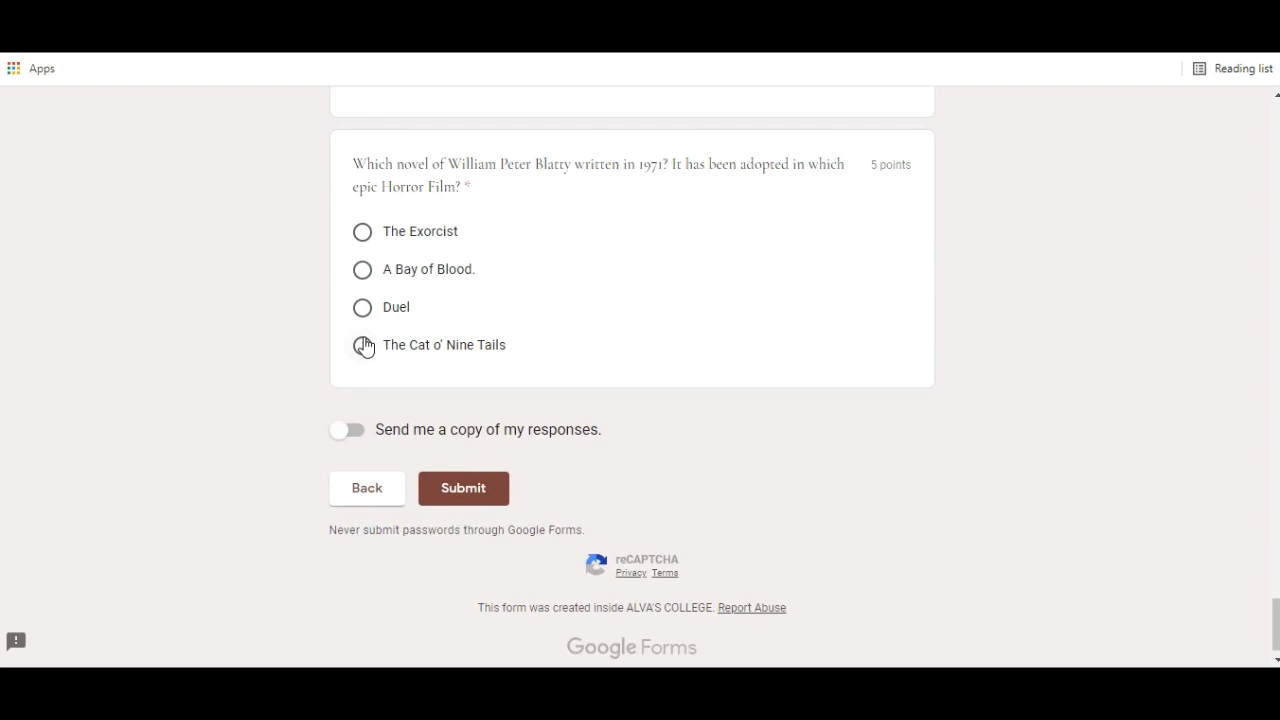 Apps
Reading list
Which novel of William Peter Blatty written in 1971? It has been adopted in which
5 points
epic Horror Film? *
The Exorcist
A Bay of Blood.
Duel
The Cat o' Nine Tails
Send me a copy of my responses.
Back
Submit
Never submit passwords through Google Forms.
reCAPTCHA
Privacy Terms
This form was created inside ALVA'S COLLEGE. Report Abuse
Google Forms